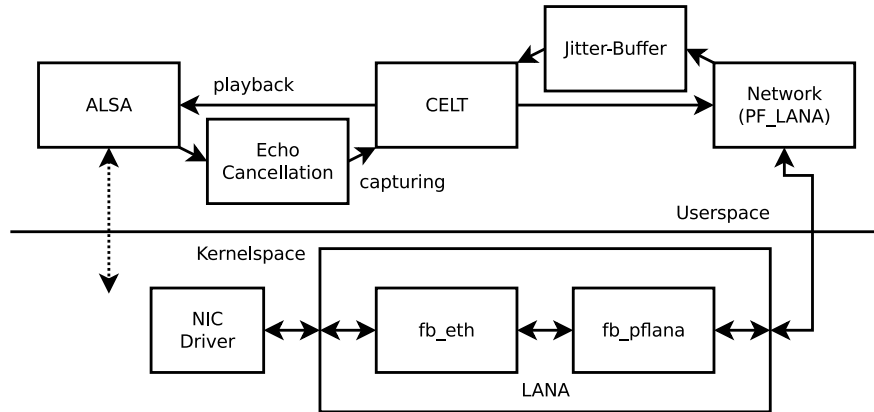 Jitter-Buffer
ALSA
playback
CELT
Network
(PF_LANA)
Echo
Cancellation
capturing
Userspace
Kernelspace
NIC
Driver
fb_eth
fb_pflana
LANA